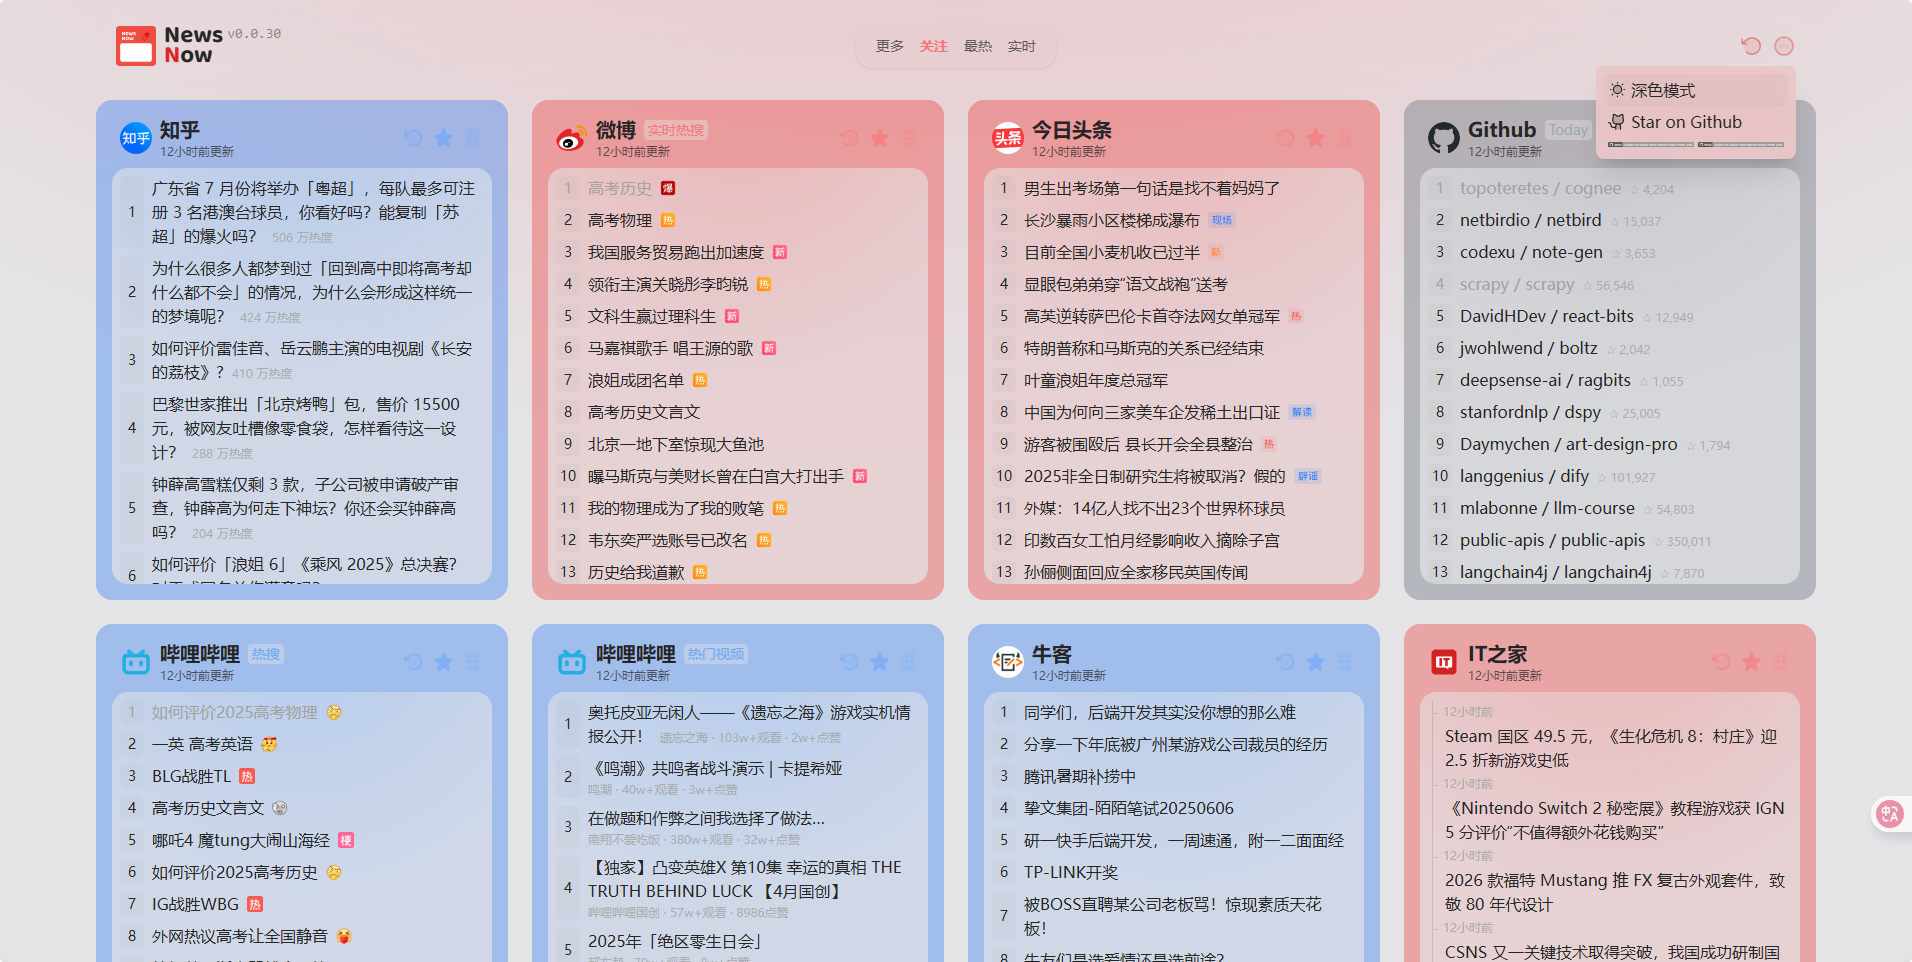 News
Now
v0.0.30
更多 关注 最热 实时
深色模式
Star on Github
知乎
知乎
12小时前更新
1 广东省 7 月份将举办「粤超」，每队最多可注
册 3 名港澳台球员，你看好吗？能复制「苏
超」的爆火吗？ 506 万热度
2 为什么很多人都梦到过「回到高中即将高考却
什么都不会」的情况，为什么会形成这样统一
的梦境呢？ 424 万热度
3 如何评价雷佳音、岳云鹏主演的电视剧《长安
的荔枝》? 410 万热度
4 巴黎世家推出「北京烤鸭」包，售价 15500
元，被网友吐槽像零食袋，怎样看待这一设
计？ 288 万热度
5 钟薛高雪糕仅剩 3 款，子公司被申请破产审
查，钟薛高为何走下神坛？你还会买钟薛高
吗？ 204 万热度
6 如何评价「浪姐 6」《乘风 2025》总决赛？
微博 实时热搜
12小时前更新
1 高考历史 爆
2 高考物理 热
3 我国服务贸易跑出加速度 新
4 领衔主演关晓彤李昀锐 热
5 文科生赢过理科生 新
6 马嘉祺歌手 唱王源的歌 新
7 浪姐成团名单 热
8 高考历史文言文
9 北京一地下室惊现大鱼池
10 曝马斯克与美财长曾在白宫大打出手 新
11 我的物理成为了我的败笔 热
12 韦东奕严选账号已改名 热
13 历史给我道歉 热
头条
今日头条
12小时前更新
1 男生出考场第一句话是找不着妈妈了
2 长沙暴雨小区楼梯成瀑布 现场
3 目前全国小麦机收已过半 新
4 显眼包弟弟穿“语文战袍”送考
5 高芙逆转萨巴伦卡首夺法网女单冠军 热
6 特朗普称和马斯克的关系已经结束
7 叶童浪姐年度总冠军
8 中国为何向三家美车企发稀土出口证 解读
9 游客被围殴后 县长开会全县整治 热
10 2025非全日制研究生将被取消？假的 辟谣
11 外媒：14亿人找不出23个世界杯球员
12 印数百女工怕月经影响收入摘除子宫
13 孙俪侧面回应全家移民英国传闻
Github Today
12小时前更新
1 topoteretes / cognee ☆ 4,204
2 netbirdio / netbird ☆ 15,037
3 codexu / note-gen ☆ 3,653
4 scrapy / scrapy ☆ 56,546
5 DavidHDev / react-bits ☆ 12,949
6 jwohlwend / boltz ☆ 2,042
7 deepsense-ai / ragbits ☆ 1,055
8 stanfordnlp / dspy ☆ 25,005
9 Daymychen / art-design-pro ☆ 1,794
10 langgenius / dify ☆ 101,927
11 mlabonne / llm-course ☆ 54,803
12 public-apis / public-apis ☆ 350,011
13 langchain4j / langchain4j ☆ 7,870
哔哩哔哩 热搜
12小时前更新
1 如何评价2025高考物理
2 一英 高考英语
3 BLG战胜TL 热
4 高考历史文言文
5 哪吒4 魔tung大闹山海经 梗
6 如何评价2025高考历史
7 IG战胜WBG 热
8 外网热议高考让全国静音
哔哩哔哩 热门视频
12小时前更新
1 奥托皮亚无闲人——《遗忘之海》游戏实机情
报公开！ 遗忘之海 · 103w+观看 · 2w+点赞
2 《鸣潮》共鸣者战斗演示 | 卡提希娅
鸣潮 · 40w+观看 · 3w+点赞
3 在做题和作弊之间我选择了做法...
南翔不爱吃饭 · 380w+观看 · 32w+点赞
4 【独家】凸变英雄X 第10集 幸运的真相 THE
TRUTH BEHIND LUCK 【4月国创】
哔哩哔哩国创 · 57w+观看 · 8986点赞
5 2025年「绝区零生日会」
牛客
12小时前更新
1 同学们，后端开发其实没你想的那么难
2 分享一下年底被广州某游戏公司裁员的经历
3 腾讯暑期补捞中
4 挚文集团-陌陌笔试20250606
5 研一快手后端开发，一周速通，附一二面面经
6 TP-LINK开奖
7 被BOSS直聘某公司老板骂！惊现素质天花
板！
8 牛友们是选爱情还是选前途?
IT
IT之家
12小时前更新
12小时前
Steam 国区 49.5 元，《生化危机 8：村庄》迎
2.5 折新游戏史低
12小时前
《Nintendo Switch 2 秘密展》教程游戏获 IGN
5 分评价“不值得额外花钱购买”
12小时前
2026 款福特 Mustang 推 FX 复古外观套件，致
敬 80 年代设计
12小时前
CSNS 又一关键技术取得突破，我国成功研制国